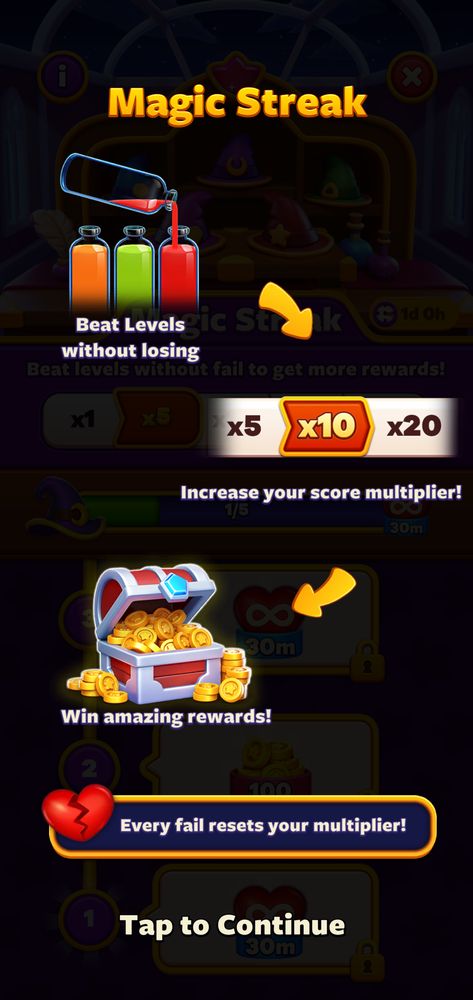 Magic Streak
Beat Levels
without losing
Magic Streak
1d 0h
Beat levels without fail to get more rewards!
x1
x5
x5
x10
x20
Increase your score multiplier!
1/5
30m
30m
Win amazing rewards!
2
100
Every fail resets your multiplier!
1
Tap to Continue
30m